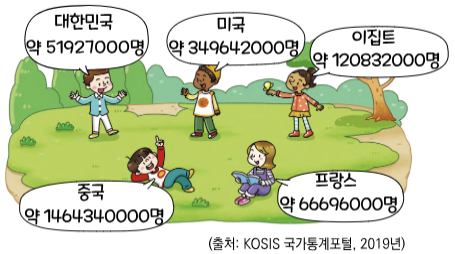 대한민국
약 51927000명
미국
약 349642000명
이집트
약 120832000명
중국
약 1464340000명
프랑스
약 66696000명
(출처: KOSIS 국가통계포털, 2019년)